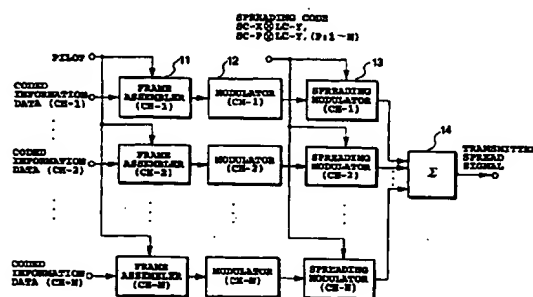 SPREADING CODE
SC-X⊗LC-Y,
SC-P⊗LC-Y, (P:1~N)
PILOT
11
12
13
CODED
INFORMATION
DATA (CH-1)
FRAME
ASSEMBLER
(CH-1)
MODULATOR
(CH-1)
SPREADING
MODULATOR
(CH-1)
14
CODED
INFORMATION
DATA (CH-2)
FRAME
ASSEMBLER
(CH-2)
MODULATOR
(CH-2)
SPREADING
MODULATOR
(CH-2)
Σ
TRANSMITTER
SPREAD
SIGNAL
CODED
INFORMATION
DATA (CH-N)
FRAME
ASSEMBLER
(CH-N)
MODULATOR
(CH-N)
SPREADING
MODULATOR
(CH-N)